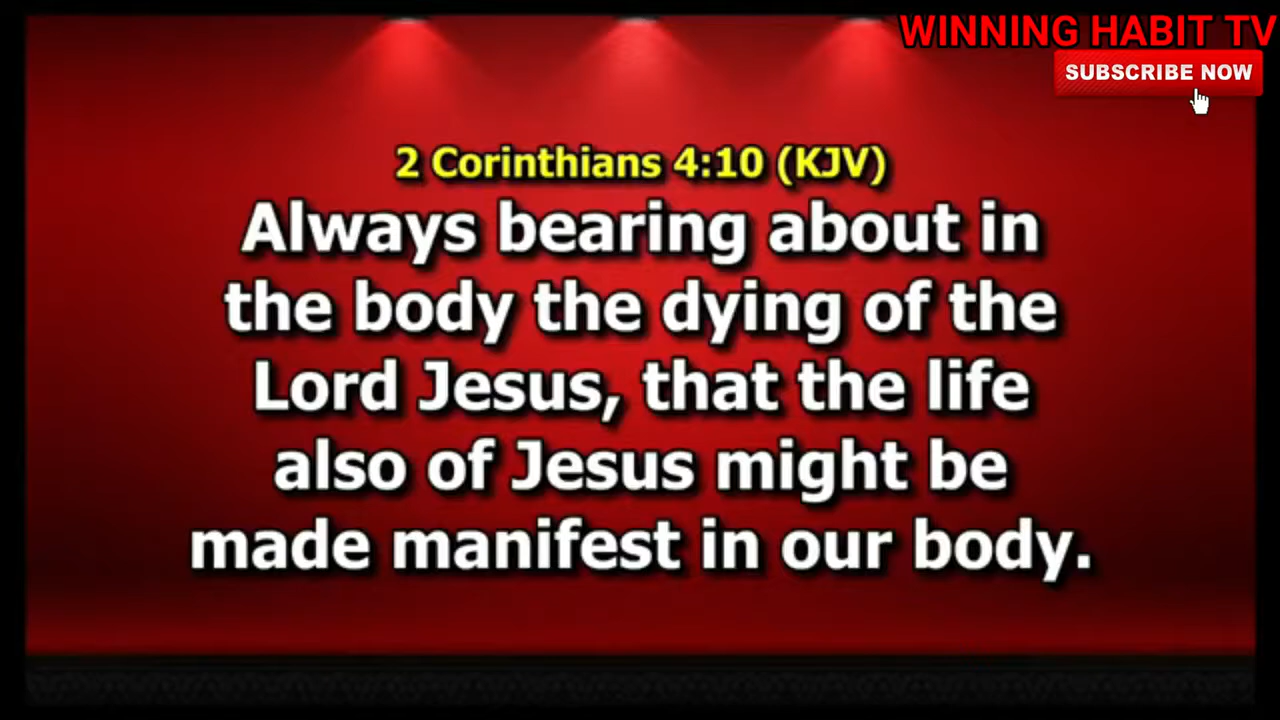 WINNING HABIT TV
SUBSCRIBE NOW
2 Corinthians 4:10 (KJV)
Always bearing about in
the body the dying of the
Lord Jesus, that the life
also of Jesus might be
made manifest in our body.